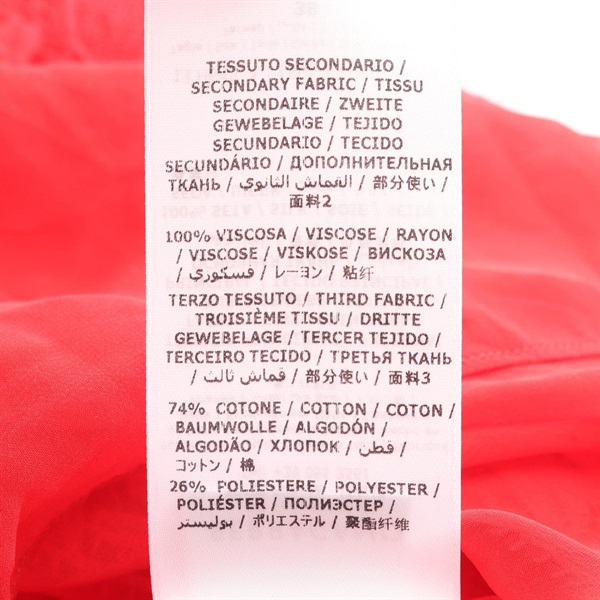 TESSUTO SECONDARIO /
SECONDARY FABRIC / TISSU
SECONDAIRE / ZWEITE
GEWEBELAGE / TEJIDO
SECUNDARIO / TECIDO
SECUNDÁRIO / ДОПОЛНИТЕЛЬНАЯ
ТКАНЬ / القماش الثانوي / 部分使い /
面料2
100% VISCOSA / VISCOSE / RAYON
/ VISCOSE / VISKOSE / ВИСКОЗА
/ فسكوزي / レーヨン / 粘纤
TERZO TESSUTO / THIRD FABRIC /
TROISIÈME TISSU / DRITTE
GEWEBELAGE / TERCER TEJIDO /
TERCEIRO TECIDO / ТРЕТЬЯ ТКАНЬ
/ قماش ثالث / 部分使い / 面料3
74% COTONE / COTTON / COTON /
BAUMWOLLE / ALGODÓN /
ALGODÃO / ХЛОПОК / قطن /
コットン / 棉
26% POLIESTERE / POLYESTER /
POLIÉSTER / ПОЛИЭСТЕР /
بوليستر / ポリエステル / 聚酯纤维